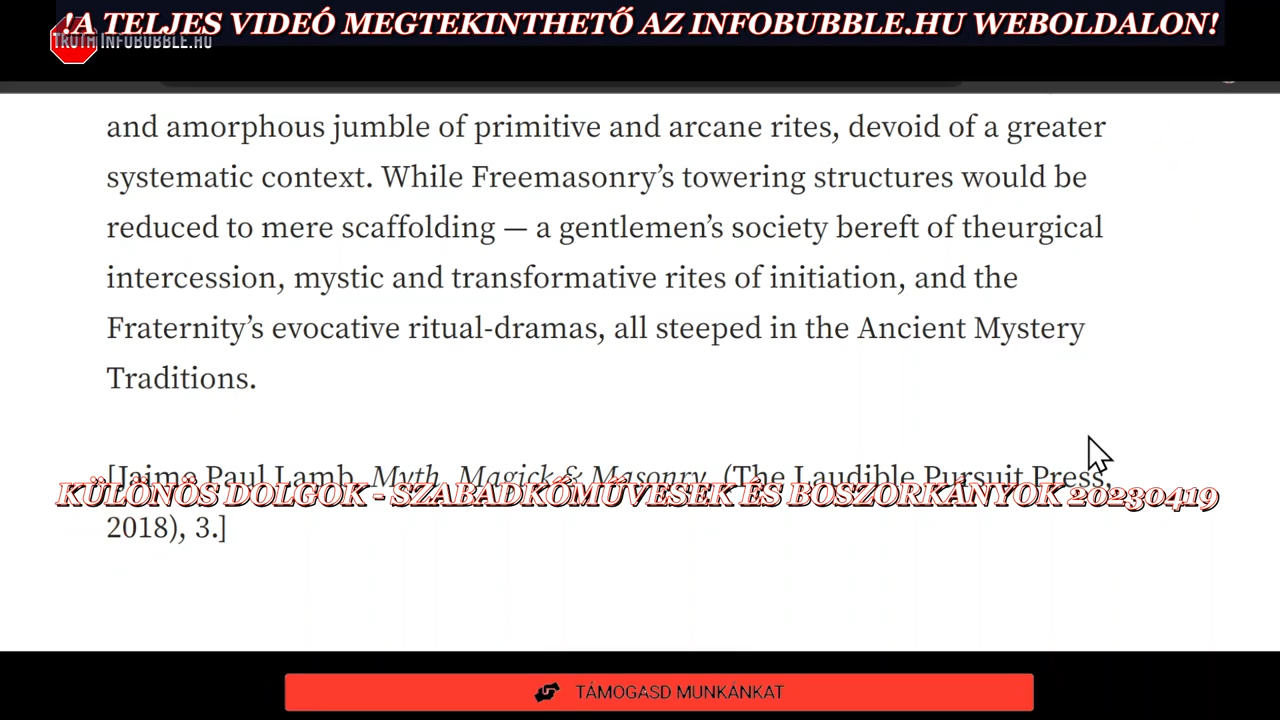 !A TELJES VIDEÓ MEGTEKINTHETŐ AZ INFOBUBBLE.HU WEBOLDALON!
TRUTH INFOBUBBLE.HU
and amorphous jumble of primitive and arcane rites, devoid of a greater
systematic context. While Freemasonry’s towering structures would be
reduced to mere scaffolding — a gentlemen’s society bereft of theurgical
intercession, mystic and transformative rites of initiation, and the
Fraternity’s evocative ritual-dramas, all steeped in the Ancient Mystery
Traditions.
[Jaime Paul Lamb, Myth, Magick & Masonry, (The Laudible Pursuit Press,
KÜLÖNÖS DOLGOK - SZABADKŐMŰVESEK ÉS BOSZORKÁNYOK 20230419
2018), 3.]
TÁMOGASD MUNKÁNKAT